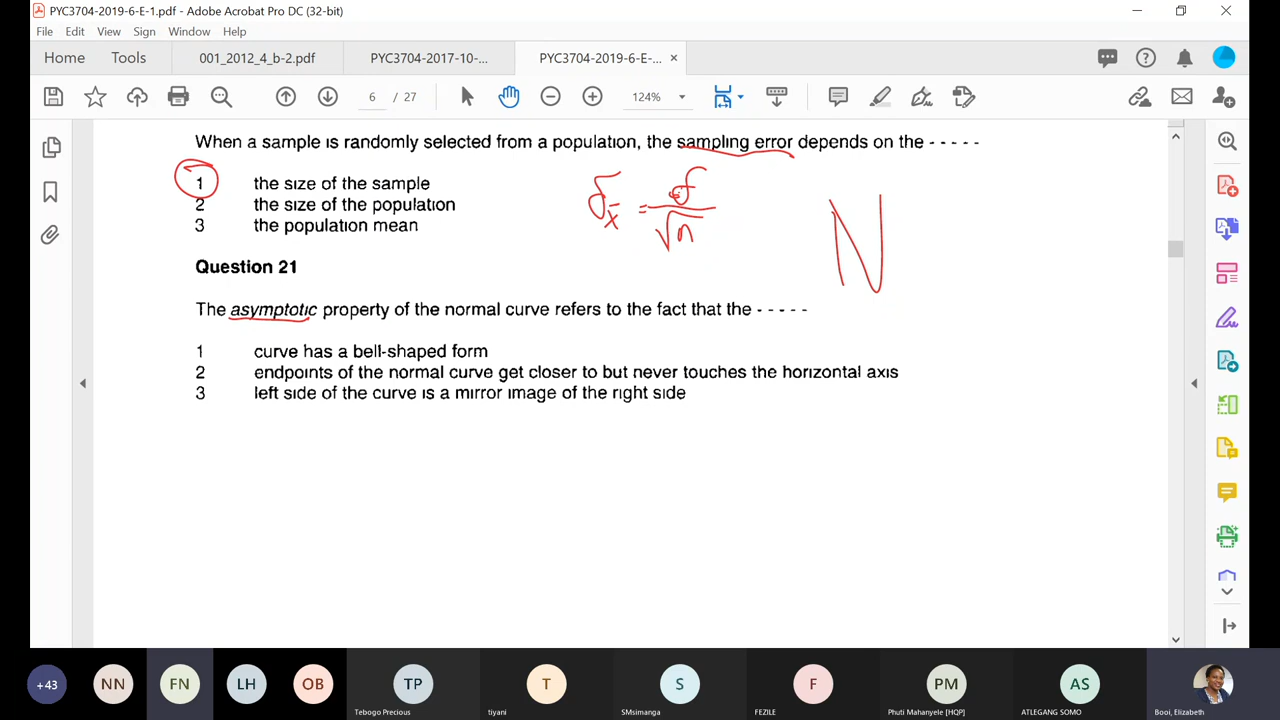 PYC3704-2019-6-E-1.pdf - Adobe Acrobat Pro DC (32-bit)
File Edit View Sign Window Help
Home Tools 001_2012_4_b-2.pdf PYC3704-2017-10-... PYC3704-2019-6-E-... ×
6 / 27 124%
When a sample is randomly selected from a population, the sampling error depends on the - - - - -
1 the size of the sample
2 the size of the population
3 the population mean
σx̄ = σ/√n
N
Question 21
The asymptotic property of the normal curve refers to the fact that the - - - - -
1 curve has a bell-shaped form
2 endpoints of the normal curve get closer to but never touches the horizontal axis
3 left side of the curve is a mirror image of the right side
+43 NN FN LH OB TP T S F PM AS
Tebogo Precious tiyani SMsimanga FEZILE Phuti Mahanyele [HQP] ATLEGANG SOMO Booi, Elizabeth